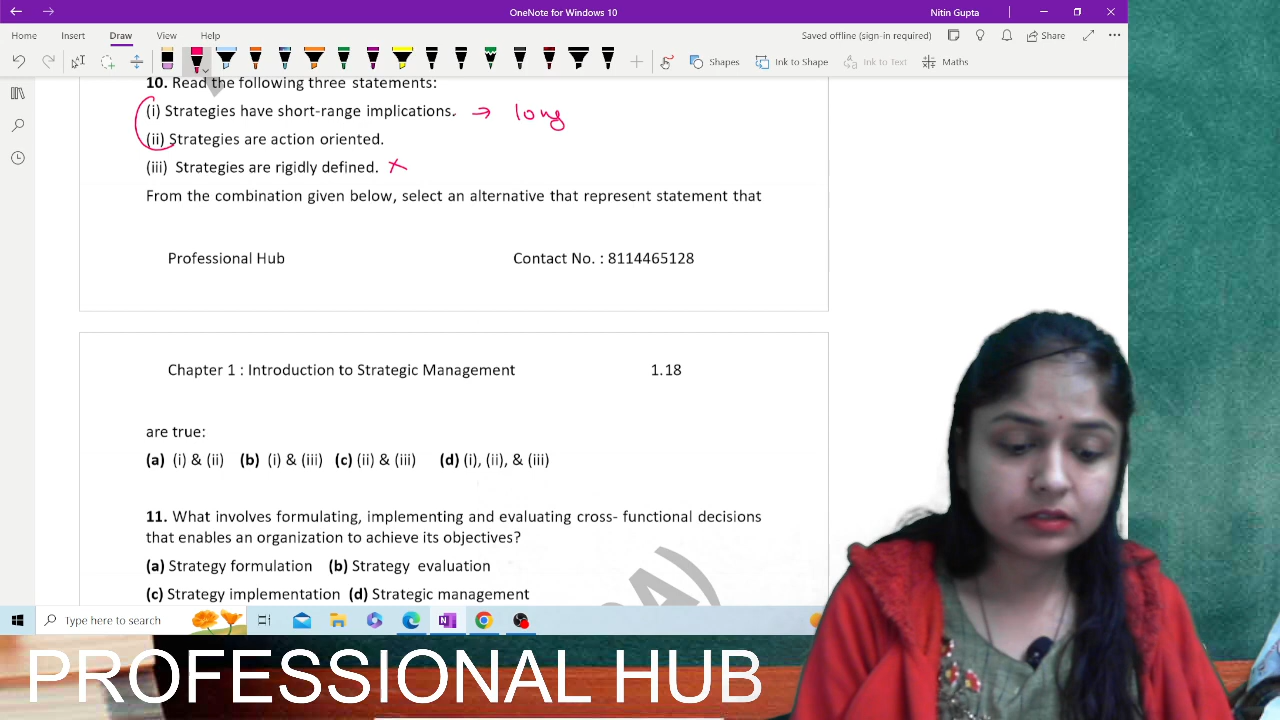 OneNote for Windows 10
Nitin Gupta
Home Insert Draw View Help
Saved offline (sign-in required)
Share
Shapes
Ink to Shape
Ink to Text
Maths
10. Read the following three statements:
(i) Strategies have short-range implications. → long
(ii) Strategies are action oriented.
(iii) Strategies are rigidly defined. ×
From the combination given below, select an alternative that represent statement that
Professional Hub Contact No. : 8114465128
Chapter 1 : Introduction to Strategic Management 1.18
are true:
(a) (i) & (ii) (b) (i) & (iii) (c) (ii) & (iii) (d) (i), (ii), & (iii)
11. What involves formulating, implementing and evaluating cross- functional decisions
that enables an organization to achieve its objectives?
(a) Strategy formulation (b) Strategy evaluation
(c) Strategy implementation (d) Strategic management
Type here to search
PROFESSIONAL HUB